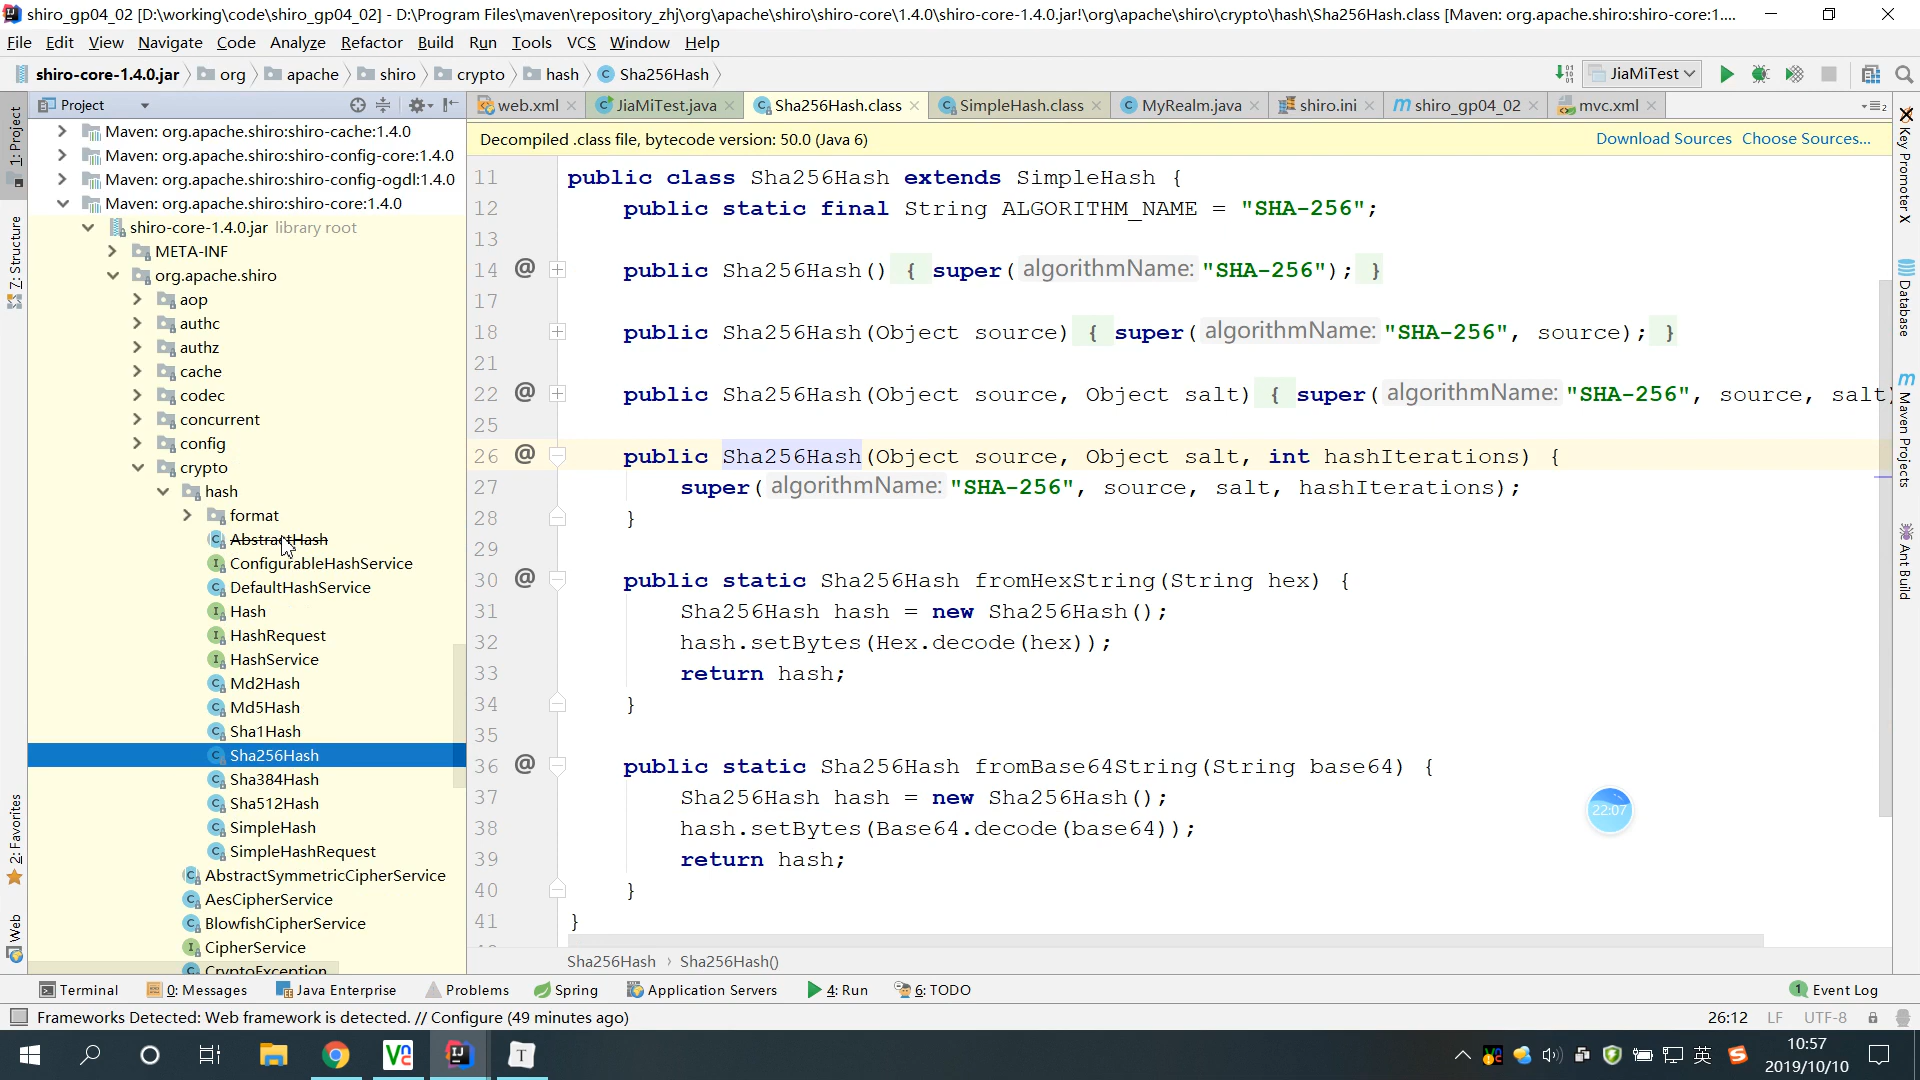 shiro_gp04_02 [D:\working\code\shiro_gp04_02] - D:\Program Files\maven\repository_zhj\org\apache\shiro\shiro-core\1.4.0\shiro-core-1.4.0.jar!\org\apache\shiro\crypto\hash\Sha256Hash.class [Maven: org.apache.shiro:shiro-core:1....
File Edit View Navigate Code Analyze Refactor Build Run Tools VCS Window Help
shiro-core-1.4.0.jar org apache shiro crypto hash Sha256Hash JiaMiTest
Project web.xml JiaMiTest.java Sha256Hash.class SimpleHash.class MyRealm.java shiro.ini shiro_gp04_02 mvc.xml
Decompiled .class file, bytecode version: 50.0 (Java 6) Download Sources Choose Sources...
1: Project
Z: Structure
2: Favorites
Web
Maven: org.apache.shiro:shiro-cache:1.4.0
Maven: org.apache.shiro:shiro-config-core:1.4.0
Maven: org.apache.shiro:shiro-config-ogdl:1.4.0
Maven: org.apache.shiro:shiro-core:1.4.0
shiro-core-1.4.0.jar library root
META-INF
org.apache.shiro
aop
authc
authz
cache
codec
concurrent
config
crypto
hash
format
AbstractHash
ConfigurableHashService
DefaultHashService
Hash
HashRequest
HashService
Md2Hash
Md5Hash
Sha1Hash
Sha256Hash
Sha384Hash
Sha512Hash
SimpleHash
SimpleHashRequest
AbstractSymmetricCipherService
AesCipherService
BlowfishCipherService
CipherService
CryptoException
11 public class Sha256Hash extends SimpleHash {
12 public static final String ALGORITHM_NAME = "SHA-256";
13
14 @ public Sha256Hash() { super( algorithmName: "SHA-256"); }
17
18 public Sha256Hash(Object source) { super( algorithmName: "SHA-256", source); }
21
22 @ public Sha256Hash(Object source, Object salt) { super( algorithmName: "SHA-256", source, salt)
25
26 @ public Sha256Hash(Object source, Object salt, int hashIterations) {
27 super( algorithmName: "SHA-256", source, salt, hashIterations);
28 }
29
30 @ public static Sha256Hash fromHexString(String hex) {
31 Sha256Hash hash = new Sha256Hash();
32 hash.setBytes(Hex.decode(hex));
33 return hash;
34 }
35
36 @ public static Sha256Hash fromBase64String(String base64) {
37 Sha256Hash hash = new Sha256Hash();
38 hash.setBytes(Base64.decode(base64));
39 return hash;
40 }
41 }
22:07
Sha256Hash › Sha256Hash()
Key Promoter X
Database
Maven Projects
Ant Build
Terminal 0: Messages Java Enterprise Problems Spring Application Servers 4: Run 6: TODO 1 Event Log
Frameworks Detected: Web framework is detected. // Configure (49 minutes ago) 26:12 LF UTF-8
英 10:57
2019/10/10